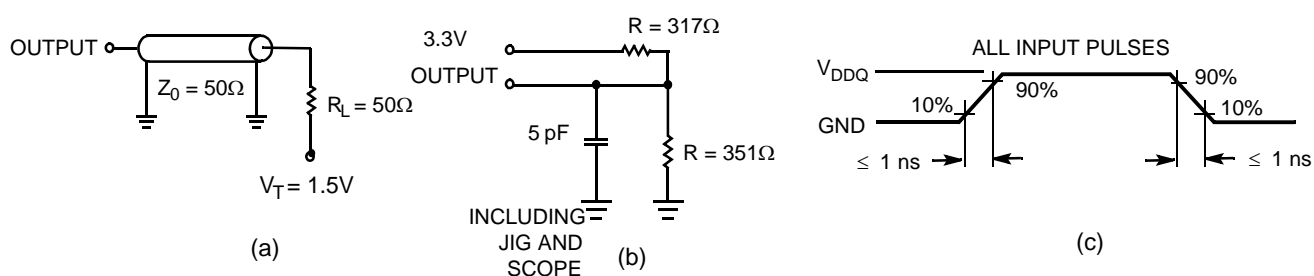 OUTPUT
Z0 = 50Ω
RL = 50Ω
VT = 1.5V
(a)
3.3V
R = 317Ω
OUTPUT
5 pF
R = 351Ω
INCLUDING
JIG AND
SCOPE
(b)
ALL INPUT PULSES
VDDQ
GND
10%
90%
90%
10%
≤ 1 ns
≤ 1 ns
(c)